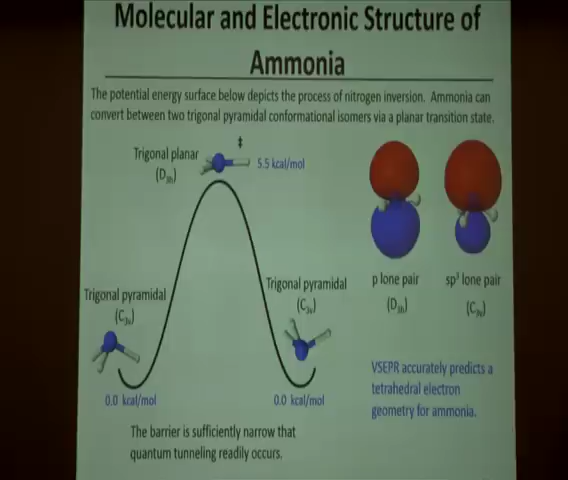 Molecular and Electronic Structure of
Ammonia
The potential energy surface below depicts the process of nitrogen inversion. Ammonia can
convert between two trigonal pyramidal conformational isomers via a planar transition state.
‡
Trigonal planar
(D₃ₕ)
5.5 kcal/mol
Trigonal pyramidal
(C₃ᵥ)
0.0 kcal/mol
Trigonal pyramidal
(C₃ᵥ)
0.0 kcal/mol
The barrier is sufficiently narrow that
quantum tunneling readily occurs.
p lone pair
(D₃ₕ)
sp³ lone pair
(C₃ᵥ)
VSEPR accurately predicts a
tetrahedral electron
geometry for ammonia.